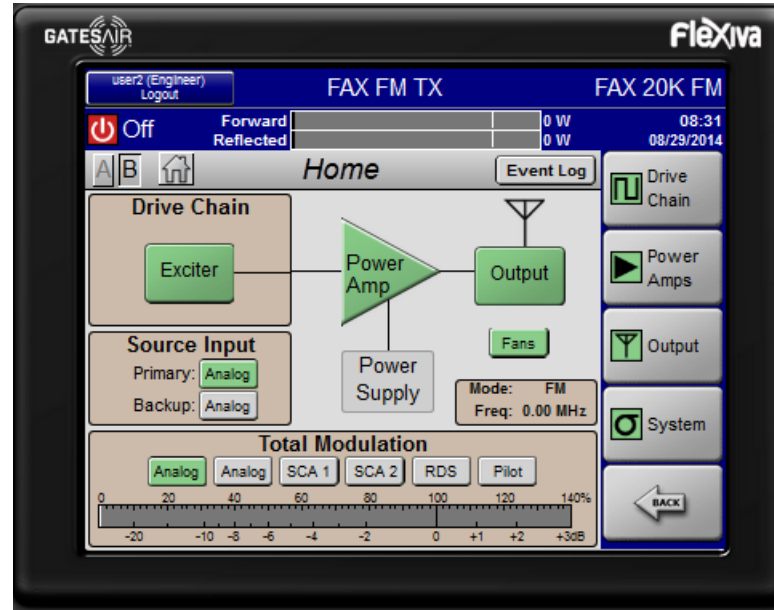 GATESAIR
Flexiva
user2 (Engineer)
Logout
FAX FM TX
FAX 20K FM
Off
Forward
0 W
08:31
Reflected
0 W
08/29/2014
A B
Home
Event Log
Drive
Chain
Drive Chain
Exciter
Power
Amp
Output
Power
Amps
Fans
Output
Source Input
Primary: Analog
Backup: Analog
Power
Supply
Mode: FM
Freq: 0.00 MHz
System
Total Modulation
Analog Analog SCA 1 SCA 2 RDS Pilot
0 20 40 60 80 100 120 140%
-20 -10 -8 -6 -4 -2 0 +1 +2 +3dB
BACK